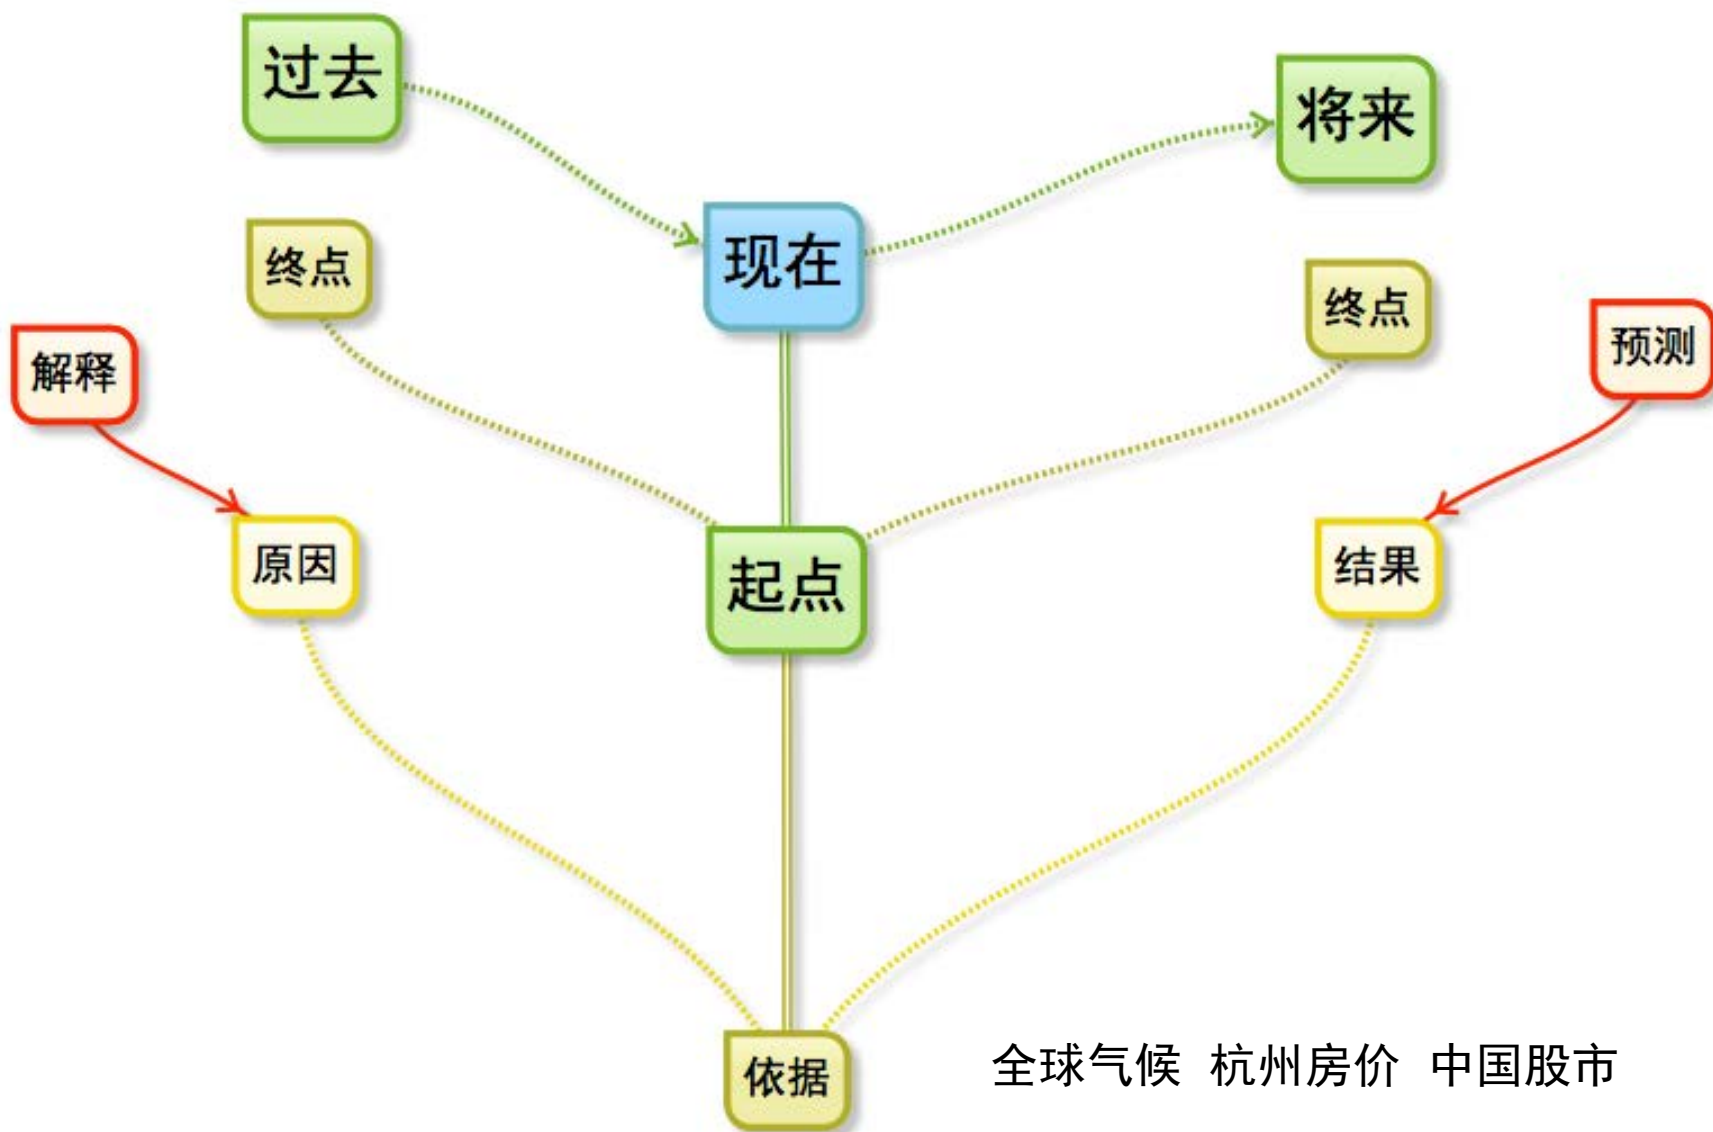 过去
将来
现在
终点
终点
解释
预测
原因
起点
结果
依据
全球气候 杭州房价 中国股市